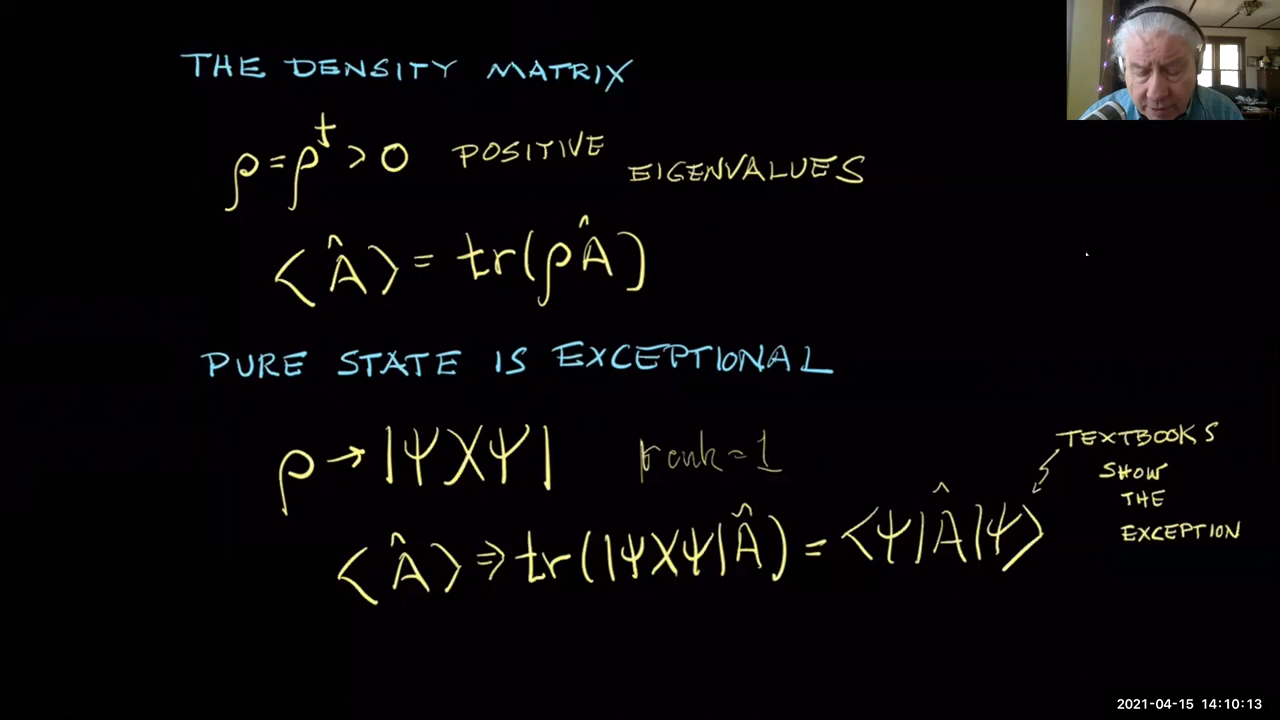 THE DENSITY MATRIX
ρ=ρ† > 0 POSITIVE EIGENVALUES
⟨Â⟩ = tr(ρÂ)
PURE STATE IS EXCEPTIONAL
ρ → |Ψ⟩⟨Ψ| rank=1
TEXTBOOKS
SHOW
THE
EXCEPTION
⟨Â⟩ ⇒ tr(|Ψ⟩⟨Ψ|Â) = ⟨Ψ|Â|Ψ⟩
2021-04-15 14:10:13